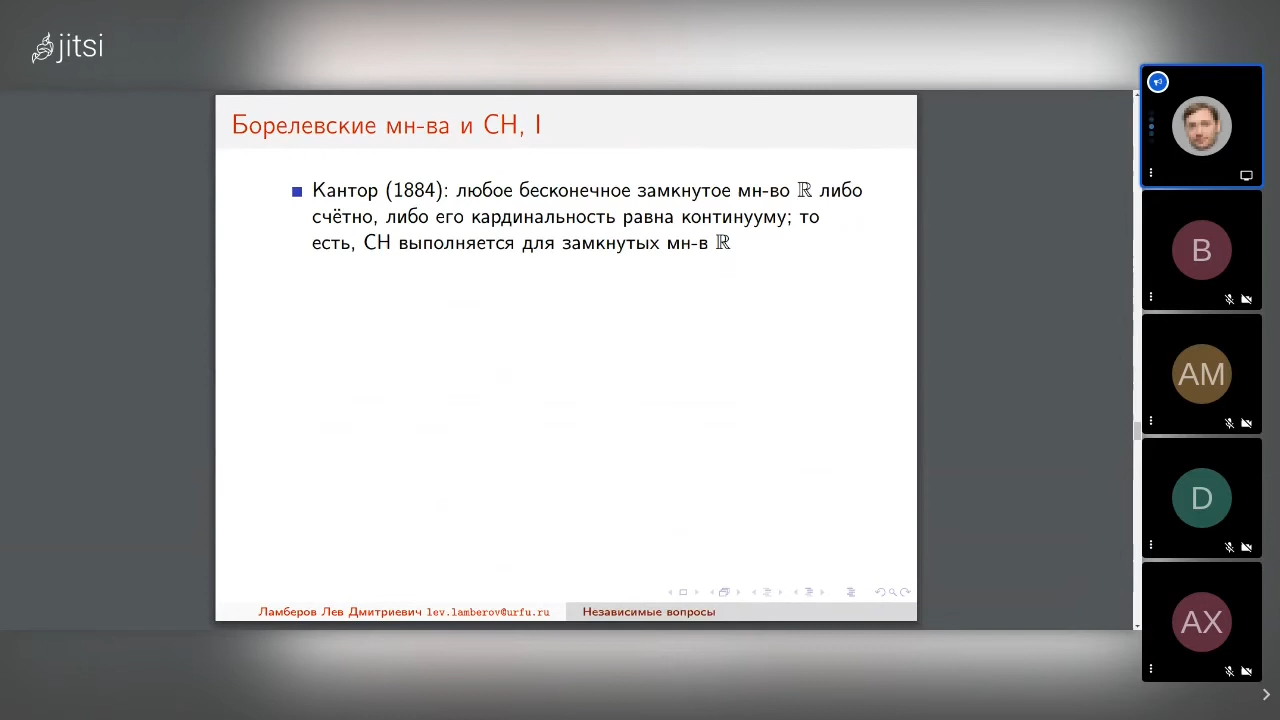 jitsi
Борелевские мн-ва и CH, I
Кантор (1884): любое бесконечное замкнутое мн-во ℝ либо
счётно, либо его кардинальность равна континууму; то
есть, CH выполняется для замкнутых мн-в ℝ
Ламберов Лев Дмитриевич lev.lamberov@urfu.ru
Независимые вопросы
B
AM
D
AX